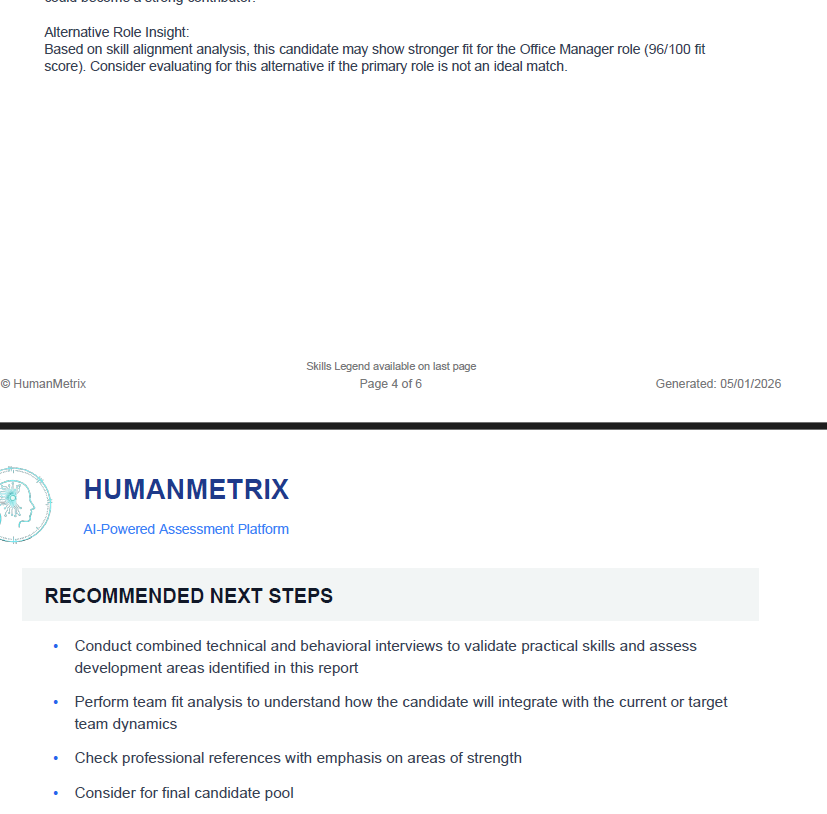 could become a strong contributor.
Alternative Role Insight:
Based on skill alignment analysis, this candidate may show stronger fit for the Office Manager role (96/100 fit
score). Consider evaluating for this alternative if the primary role is not an ideal match.
Skills Legend available on last page
© HumanMetrix
Page 4 of 6
Generated: 05/01/2026
HUMANMETRIX
AI-Powered Assessment Platform
RECOMMENDED NEXT STEPS
• Conduct combined technical and behavioral interviews to validate practical skills and assess
development areas identified in this report
• Perform team fit analysis to understand how the candidate will integrate with the current or target
team dynamics
• Check professional references with emphasis on areas of strength
• Consider for final candidate pool